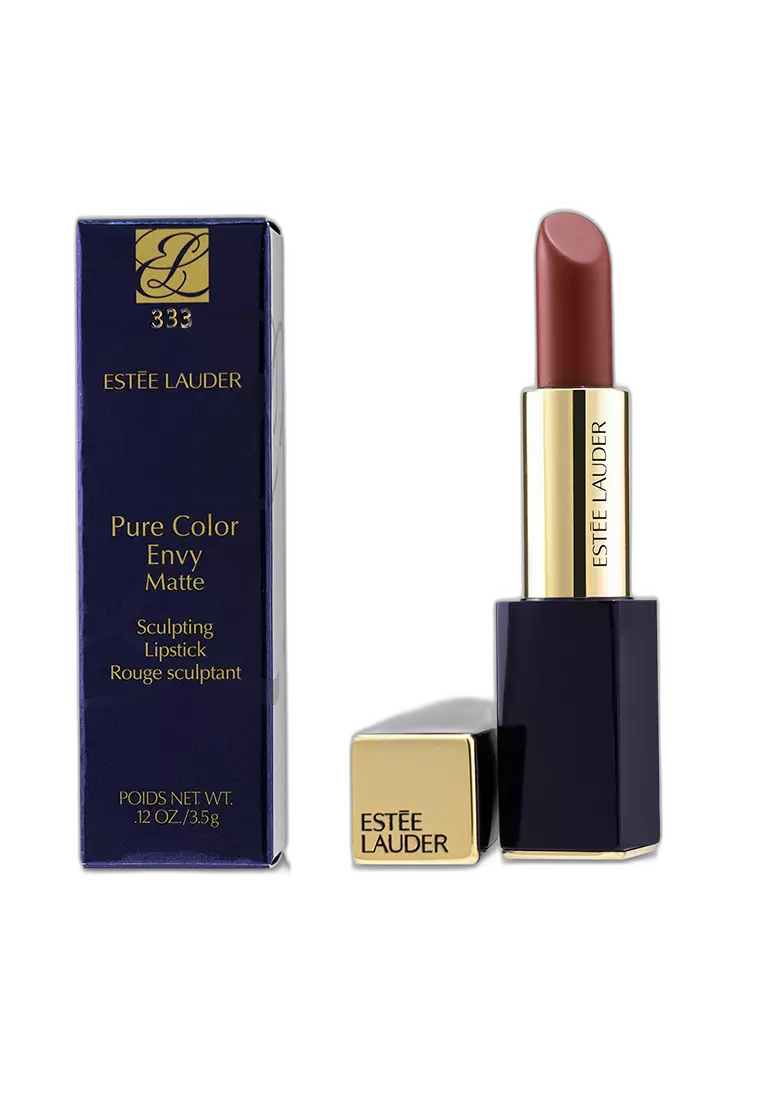 333
ESTĒE LAUDER
Pure Color
Envy
Matte
Sculpting
Lipstick
Rouge sculptant
POIDS NET WT.
.12 OZ./3.5g
ESTĒE LAUDER
ESTĒE
LAUDER